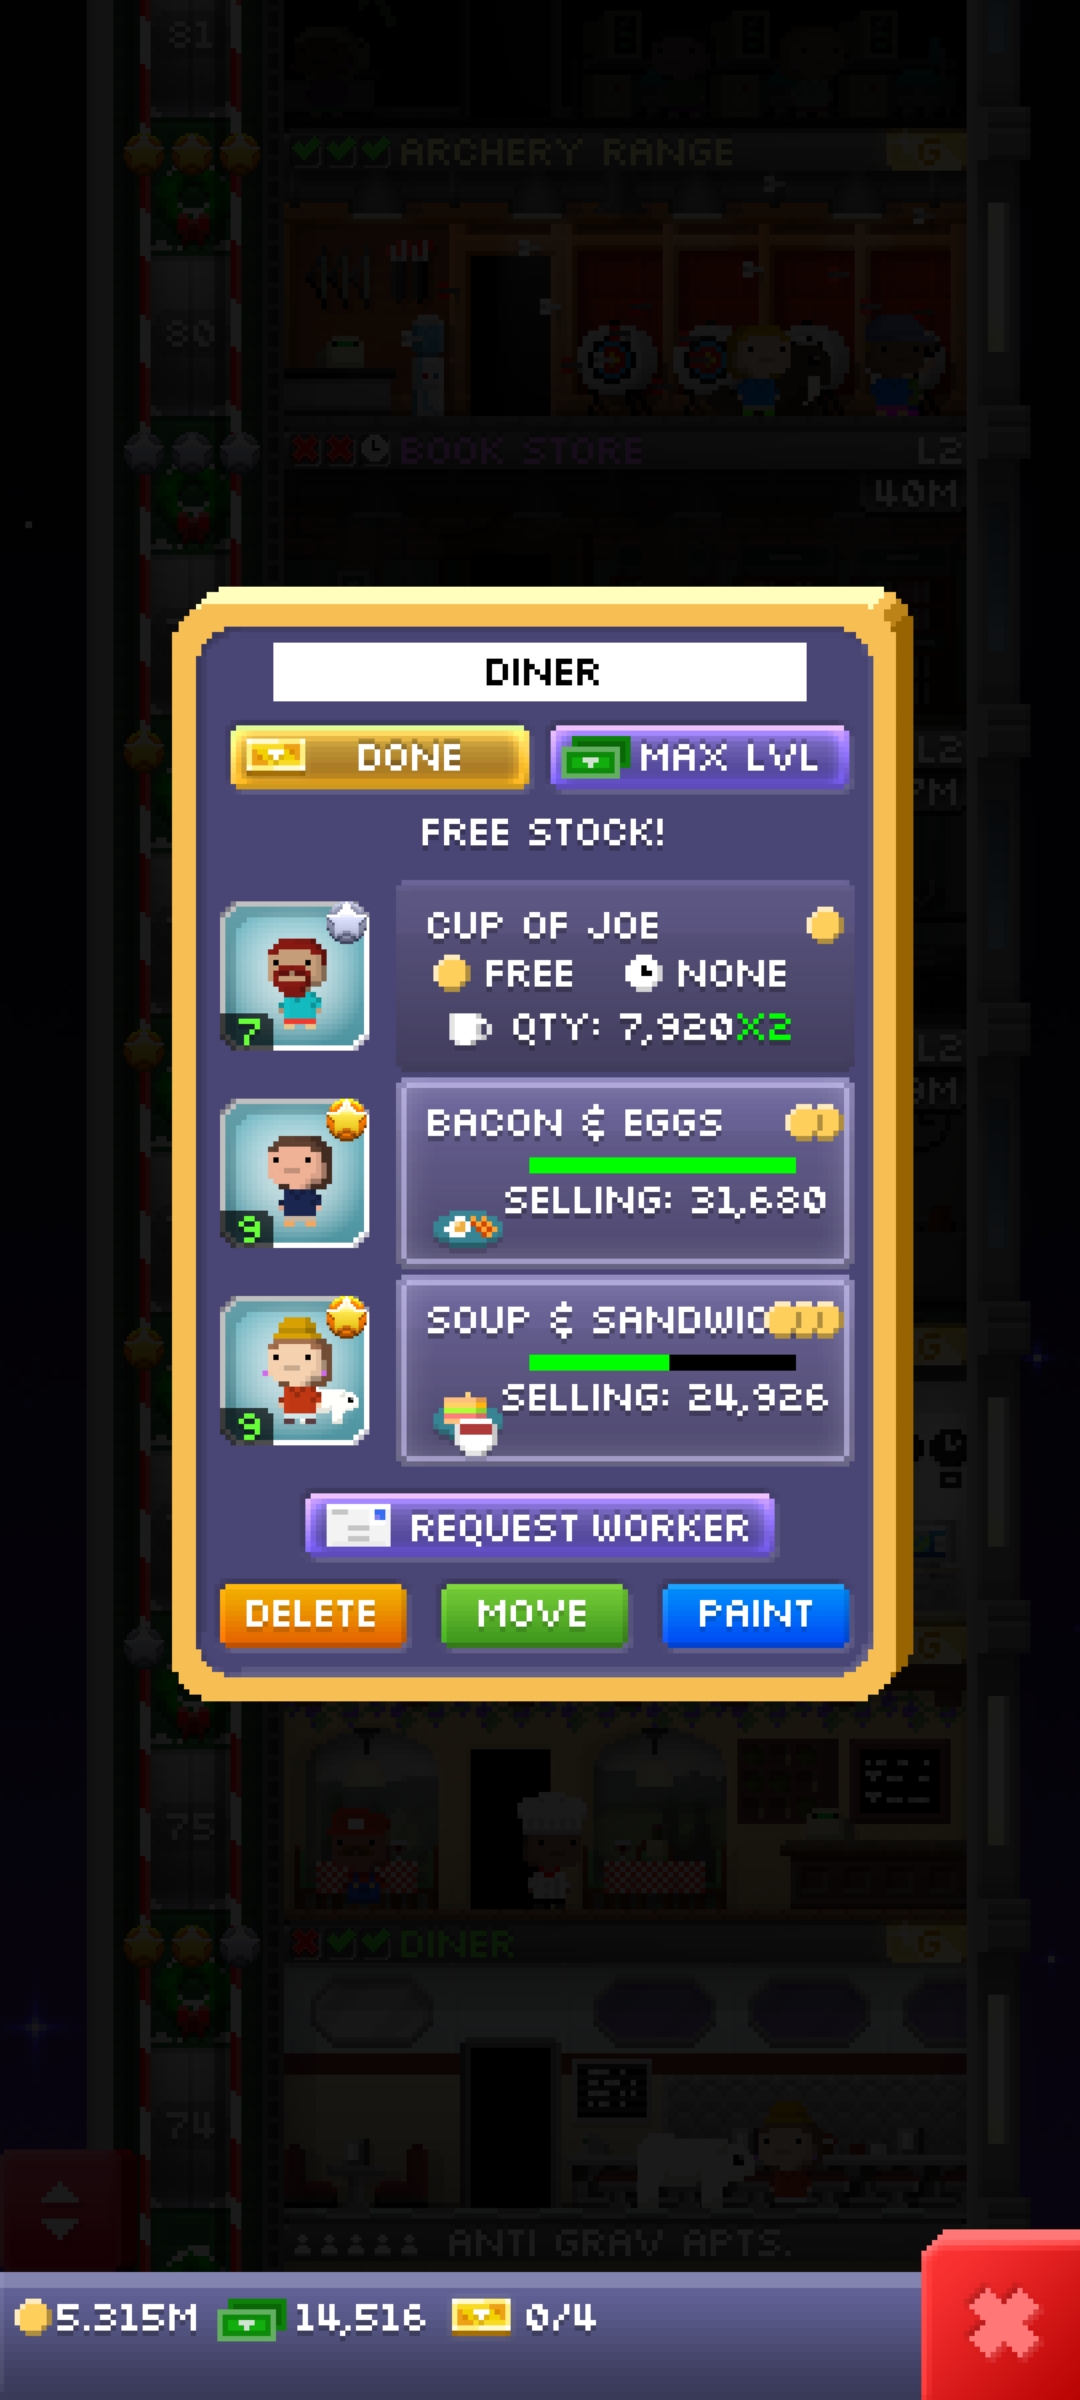 81
ARCHERY RANGE G
80
BOOK STORE L2
40M
DINER
DONE MAX LVL
L2
FREE STOCK!
CUP OF JOE
FREE NONE
7 QTY: 7,920X2
L2
BACON & EGGS
SELLING: 31,680
9
SOUP & SANDWIC
SELLING: 24,926
9
REQUEST WORKER
DELETE MOVE PAINT
75
DINER G
74
ANTI GRAV APTS.
5.315M 14,516 0/4